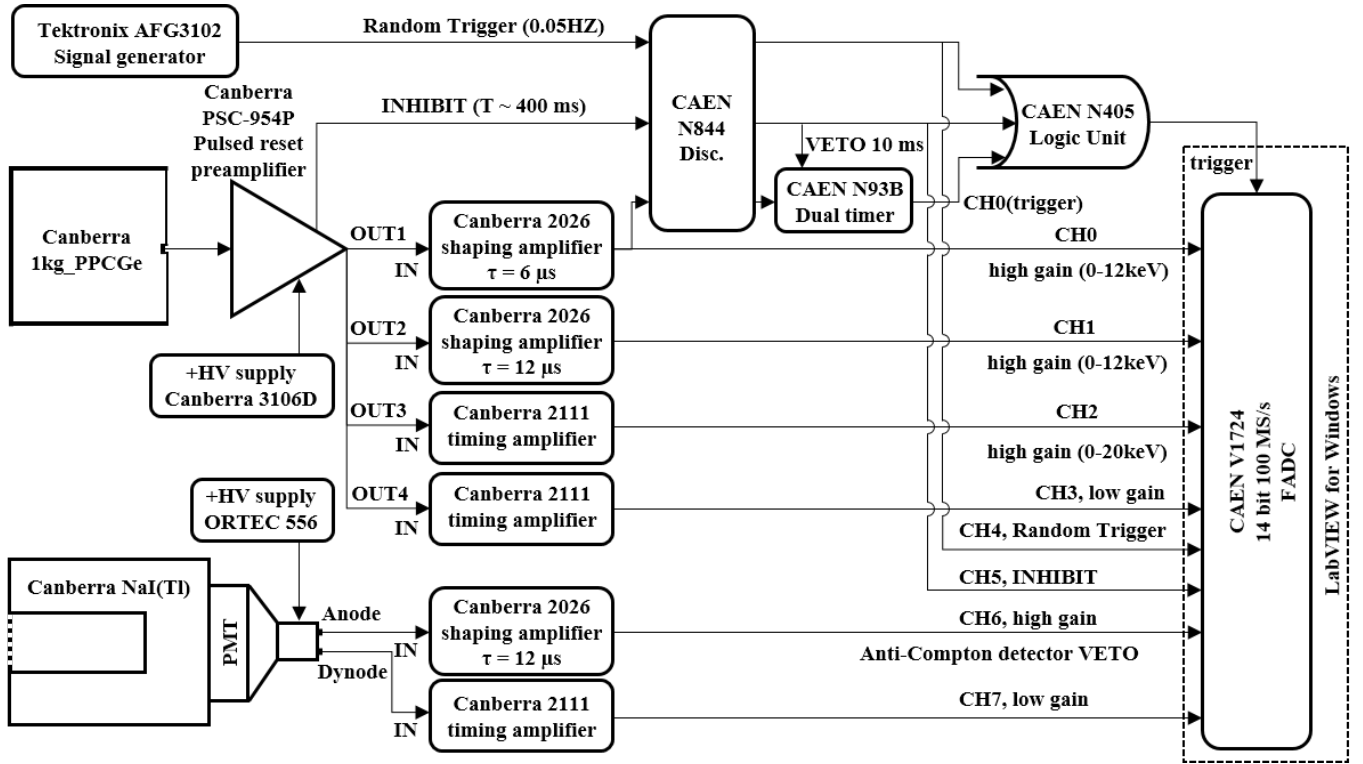 Tektronix AFG3102
Signal generator
Random Trigger (0.05HZ)
Canberra
PSC-954P
Pulsed reset
preamplifier
INHIBIT (T ~ 400 ms)
CAEN
N844
Disc.
CAEN N405
Logic Unit
VETO 10 ms
CAEN N93B
Dual timer
CH0(trigger)
trigger
Canberra
1kg_PPCGe
OUT1
IN
Canberra 2026
shaping amplifier
τ = 6 μs
CH0
high gain (0-12keV)
OUT2
IN
Canberra 2026
shaping amplifier
τ = 12 μs
CH1
high gain (0-12keV)
+HV supply
Canberra 3106D
OUT3
IN
Canberra 2111
timing amplifier
CH2
high gain (0-20keV)
OUT4
IN
Canberra 2111
timing amplifier
CH3, low gain
CH4, Random Trigger
CH5, INHIBIT
+HV supply
ORTEC 556
Canberra NaI(Tl)
PMT
Anode
IN
Dynode
Canberra 2026
shaping amplifier
τ = 12 μs
CH6, high gain
Anti-Compton detector VETO
IN
Canberra 2111
timing amplifier
CH7, low gain
CAEN V1724
14 bit 100 MS/s
FADC
LabVIEW for Windows